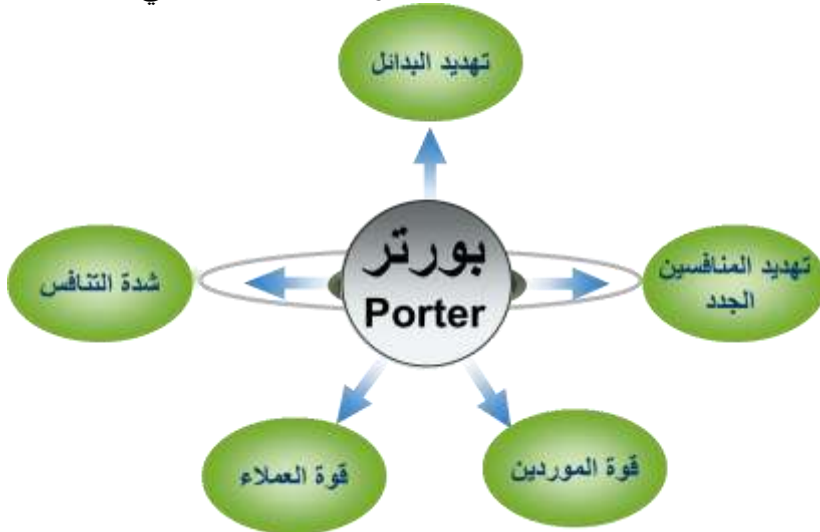 تهديد البدائل
بورتر
Porter
تهديد المنافسين
الجدد
شدة التنافس
قوة الموردين
قوة العملاء